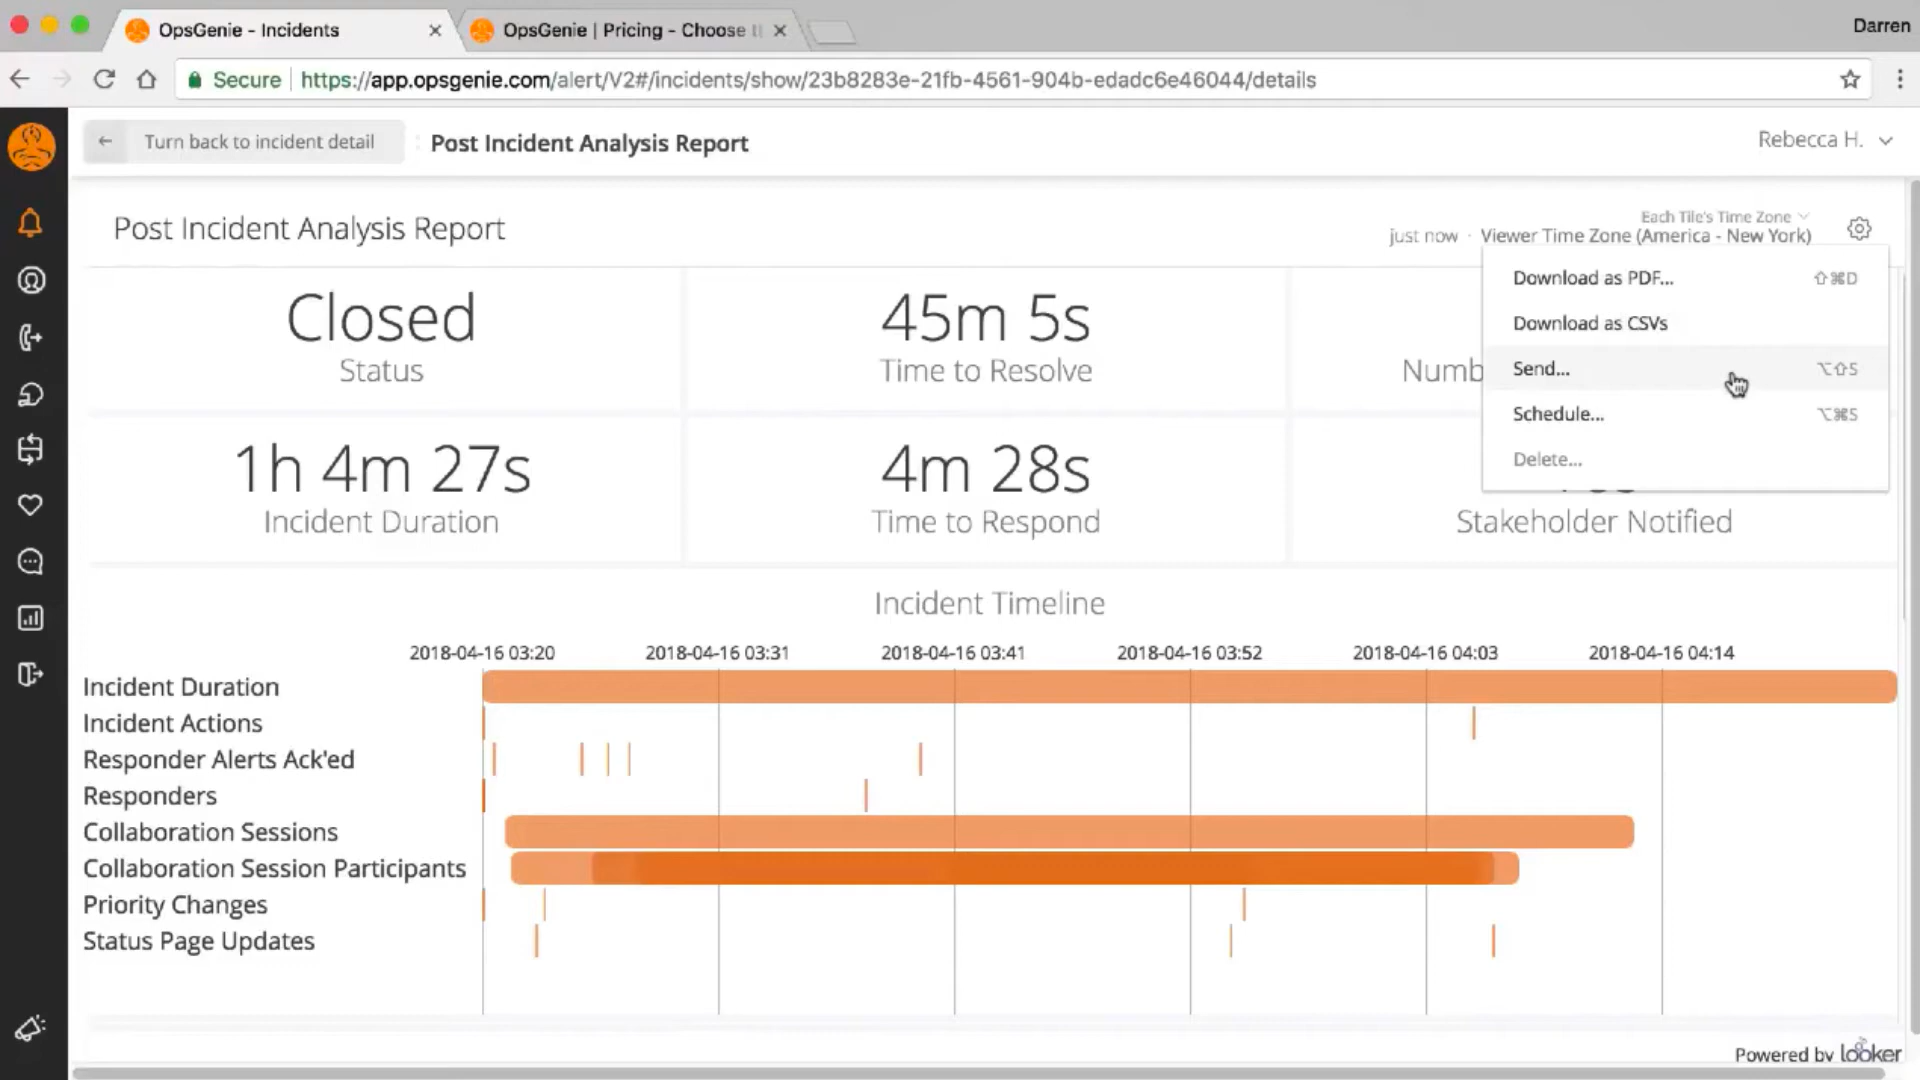 OpsGenie - Incidents
OpsGenie | Pricing - Choose
Darren
Secure
https://app.opsgenie.com/alert/V2#/incidents/show/23b8283e-21fb-4561-904b-edadc6e46044/details
Turn back to incident detail
Post Incident Analysis Report
Rebecca H.
Post Incident Analysis Report
Each Tile's Time Zone
just now · Viewer Time Zone (America - New York)
Download as PDF... ⇧⌘D
Download as CSVs
Send... ⌥⇧S
Schedule... ⌥⌘S
Delete...
Closed
Status
45m 5s
Time to Resolve
Numb
1h 4m 27s
Incident Duration
4m 28s
Time to Respond
Stakeholder Notified
Incident Timeline
2018-04-16 03:20
2018-04-16 03:31
2018-04-16 03:41
2018-04-16 03:52
2018-04-16 04:03
2018-04-16 04:14
Incident Duration
Incident Actions
Responder Alerts Ack'ed
Responders
Collaboration Sessions
Collaboration Session Participants
Priority Changes
Status Page Updates
Powered by looker